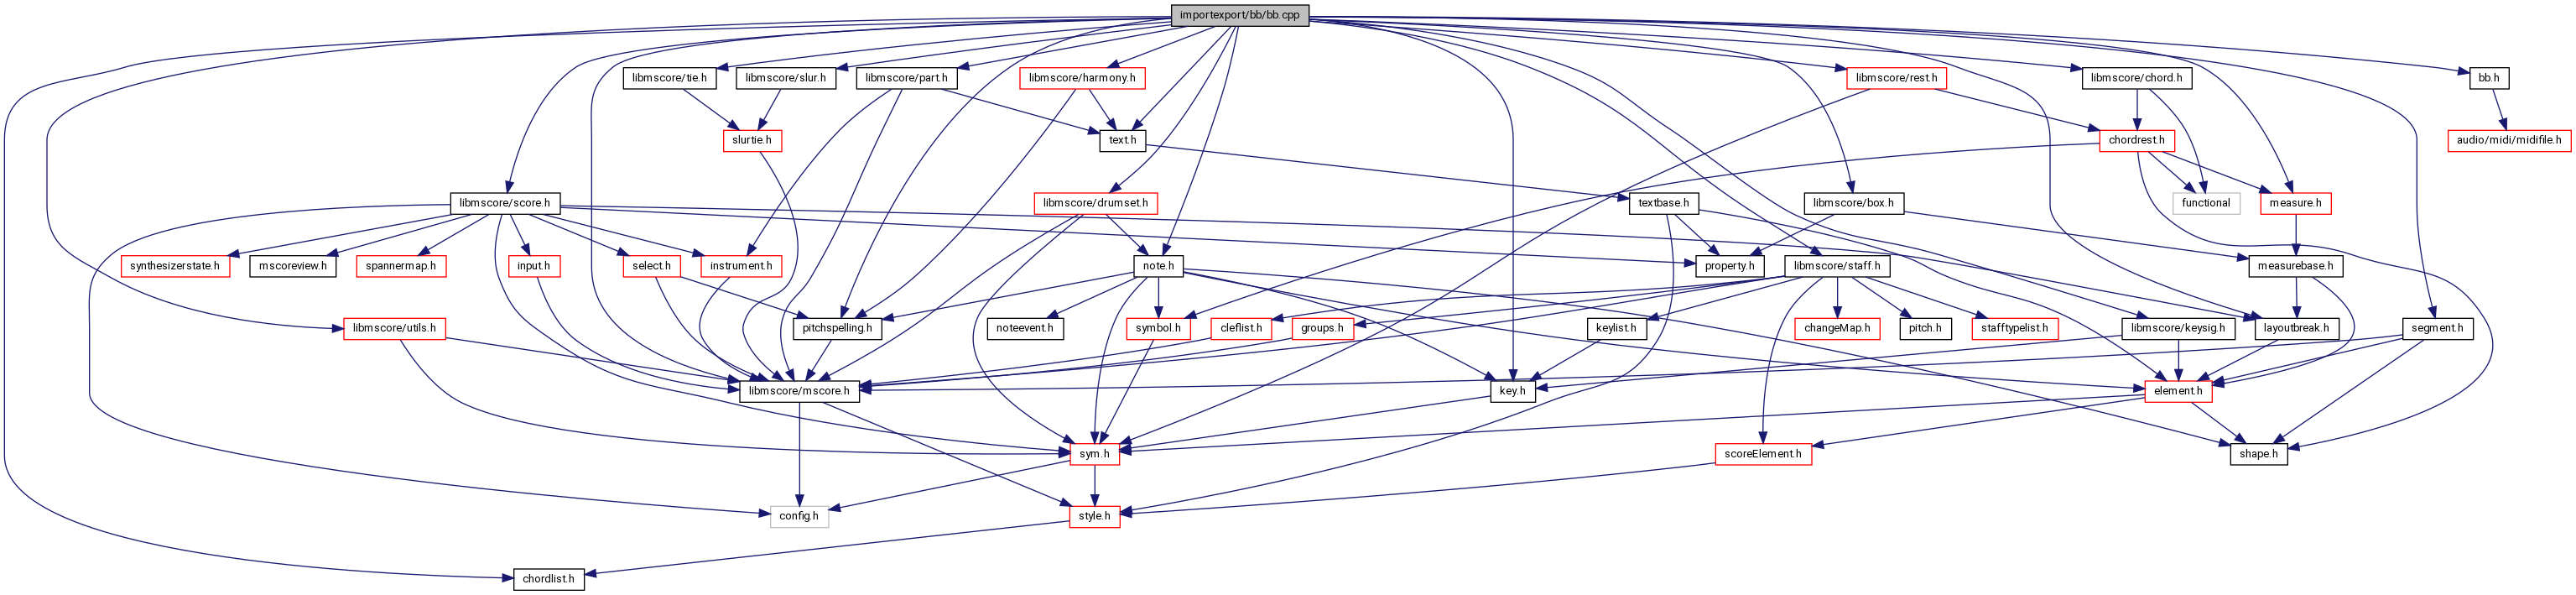 importexport/bb/bb.cpp
libmscore/tie.h
libmscore/slur.h
libmscore/part.h
libmscore/harmony.h
libmscore/rest.h
libmscore/chord.h
bb.h
slurtie.h
text.h
chordrest.h
audio/midi/midifile.h
libmscore/score.h
libmscore/drumset.h
textbase.h
libmscore/box.h
functional
measure.h
synthesizerstate.h
mscoreview.h
spannermap.h
input.h
select.h
instrument.h
note.h
property.h
libmscore/staff.h
measurebase.h
libmscore/utils.h
pitchspelling.h
noteevent.h
symbol.h
cleflist.h
groups.h
keylist.h
changeMap.h
pitch.h
stafftypelist.h
libmscore/keysig.h
layoutbreak.h
segment.h
libmscore/mscore.h
key.h
element.h
sym.h
scoreElement.h
shape.h
config.h
style.h
chordlist.h